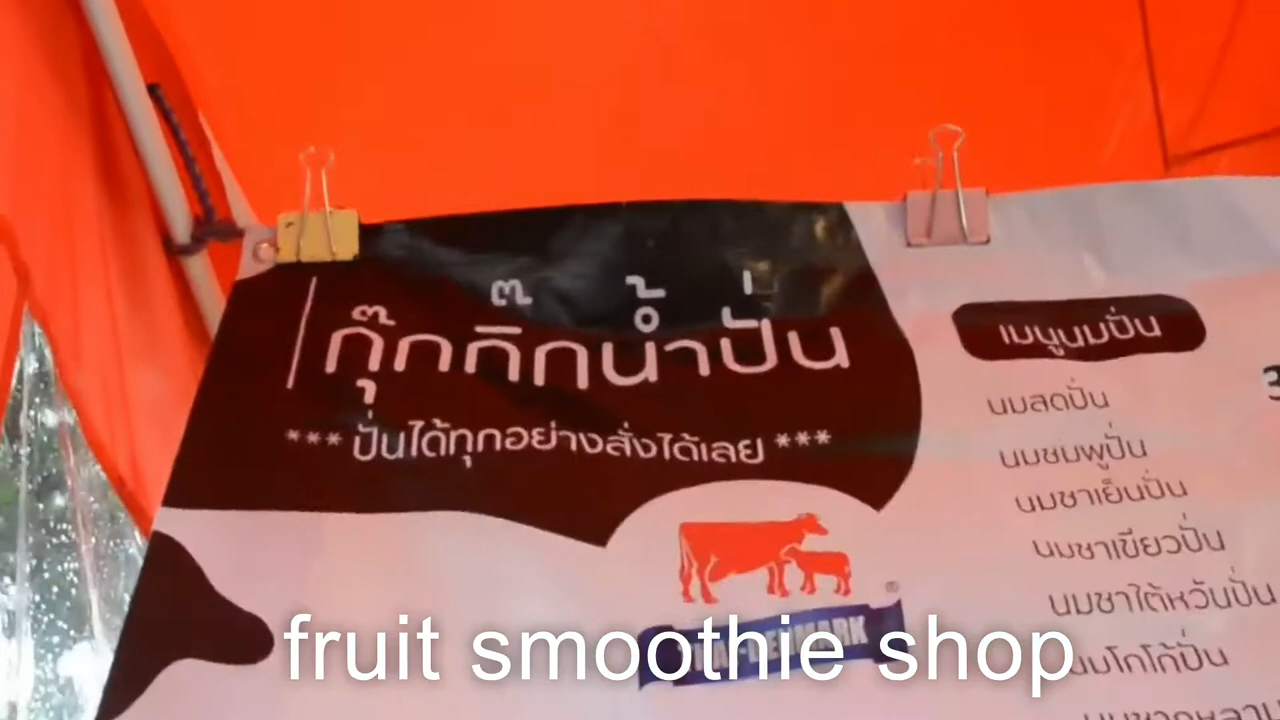 กุ๊กกิ๊กน้ำปั่น
*** ปั่นได้ทุกอย่างสั่งได้เลย ***
เมนูนมปั่น
นมสดปั่น
นมชมพูปั่น
นมชาเย็นปั่น
นมชาเขียวปั่น
นมชาไต้หวันปั่น
นมโกโก้ปั่น
THAI-DENMARK
fruit smoothie shop